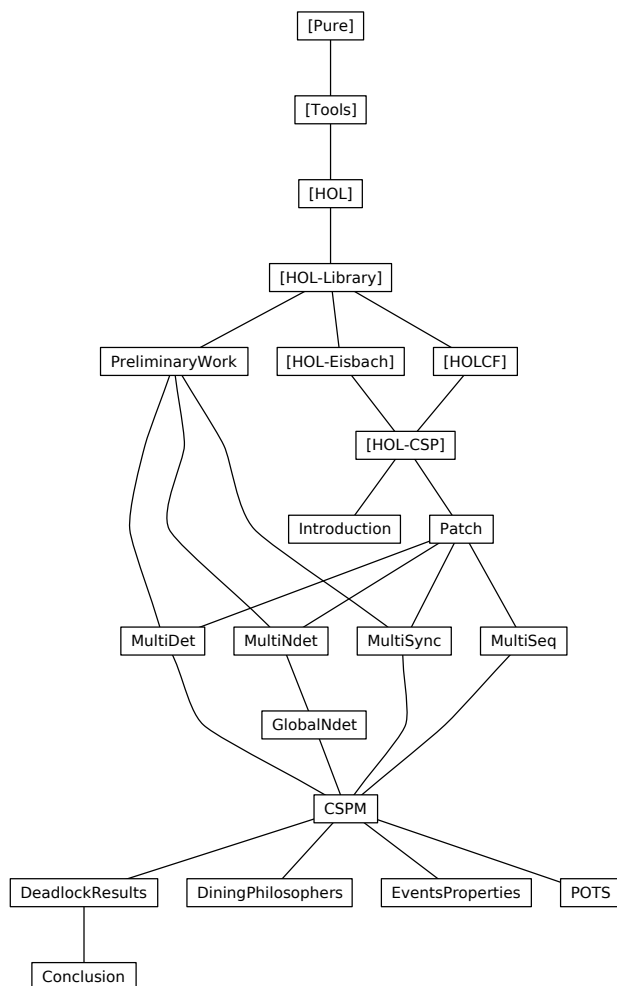 [Pure]
[Tools]
[HOL]
[HOL-Library]
PreliminaryWork
[HOL-Eisbach]
[HOLCF]
[HOL-CSP]
Introduction
Patch
MultiDet
MultiNdet
MultiSync
MultiSeq
GlobalNdet
CSPM
DeadlockResults
DiningPhilosophers
EventsProperties
POTS
Conclusion